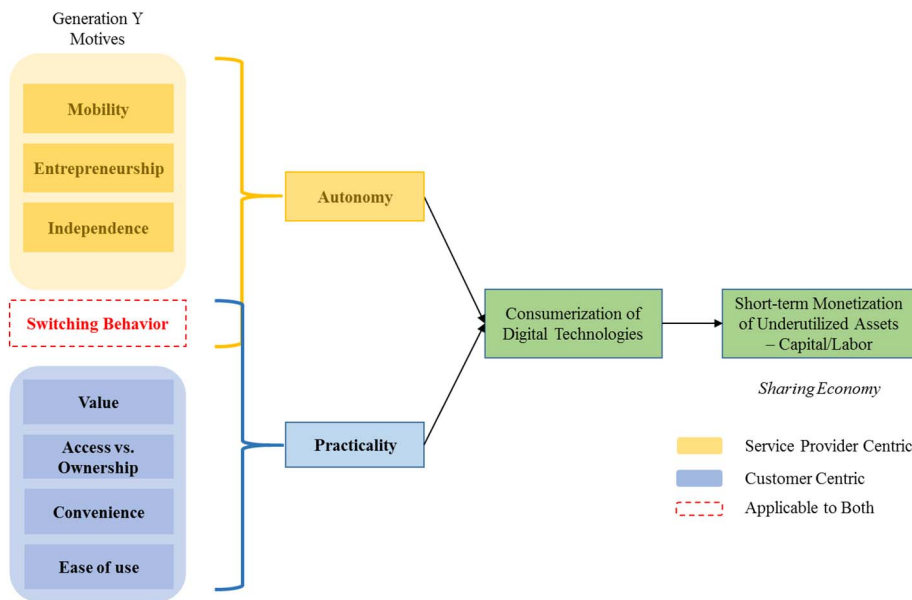 Generation Y
Motives
Mobility
Entrepreneurship
Independence
Switching Behavior
Value
Access vs.
Ownership
Convenience
Ease of use
Autonomy
Practicality
Consumerization of
Digital Technologies
Short-term Monetization
of Underutilized Assets
– Capital/Labor
Sharing Economy
Service Provider Centric
Customer Centric
Applicable to Both